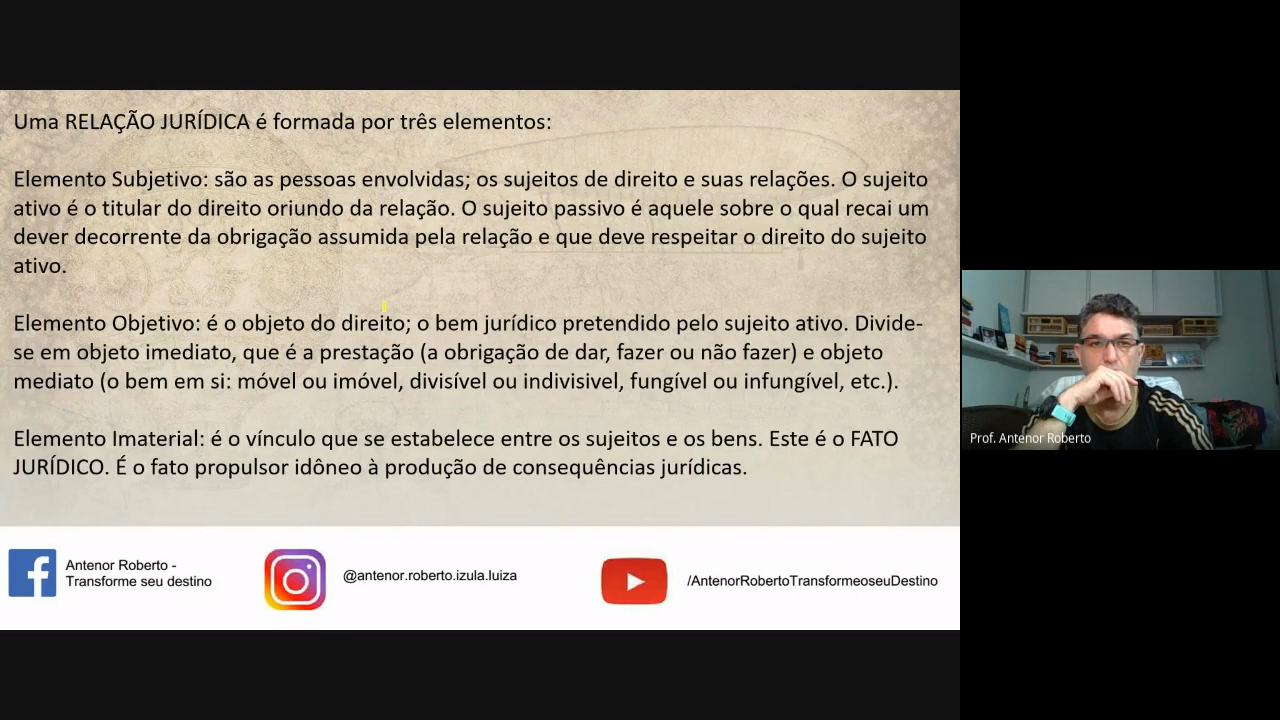 Uma RELAÇÃO JURÍDICA é formada por três elementos:
Elemento Subjetivo: são as pessoas envolvidas; os sujeitos de direito e suas relações. O sujeito
ativo é o titular do direito oriundo da relação. O sujeito passivo é aquele sobre o qual recai um
dever decorrente da obrigação assumida pela relação e que deve respeitar o direito do sujeito
ativo.
Elemento Objetivo: é o objeto do direito; o bem jurídico pretendido pelo sujeito ativo. Divide-
se em objeto imediato, que é a prestação (a obrigação de dar, fazer ou não fazer) e objeto
mediato (o bem em si: móvel ou imóvel, divisível ou indivisivel, fungível ou infungível, etc.).
Elemento Imaterial: é o vínculo que se estabelece entre os sujeitos e os bens. Este é o FATO
JURÍDICO. É o fato propulsor idôneo à produção de consequências jurídicas.
Antenor Roberto -
Transforme seu destino
@antenor.roberto.izula.luiza
/AntenorRobertoTransformeoseuDestino
Prof. Antenor Roberto